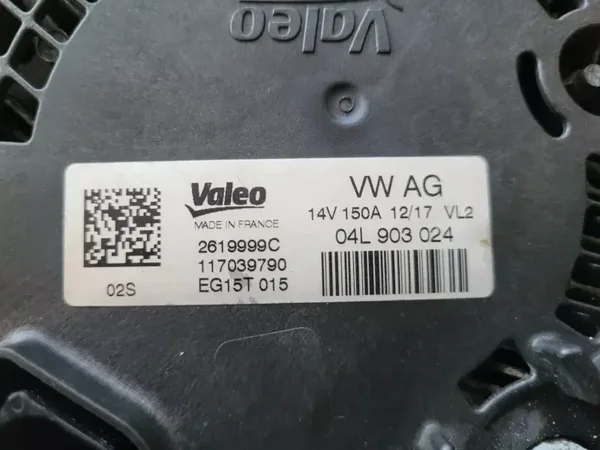 Valeo
Valeo
MADE IN FRANCE
2619999C
117039790
EG15T 015
02S
VW AG
14V 150A 12/17 VL2
04L 903 024